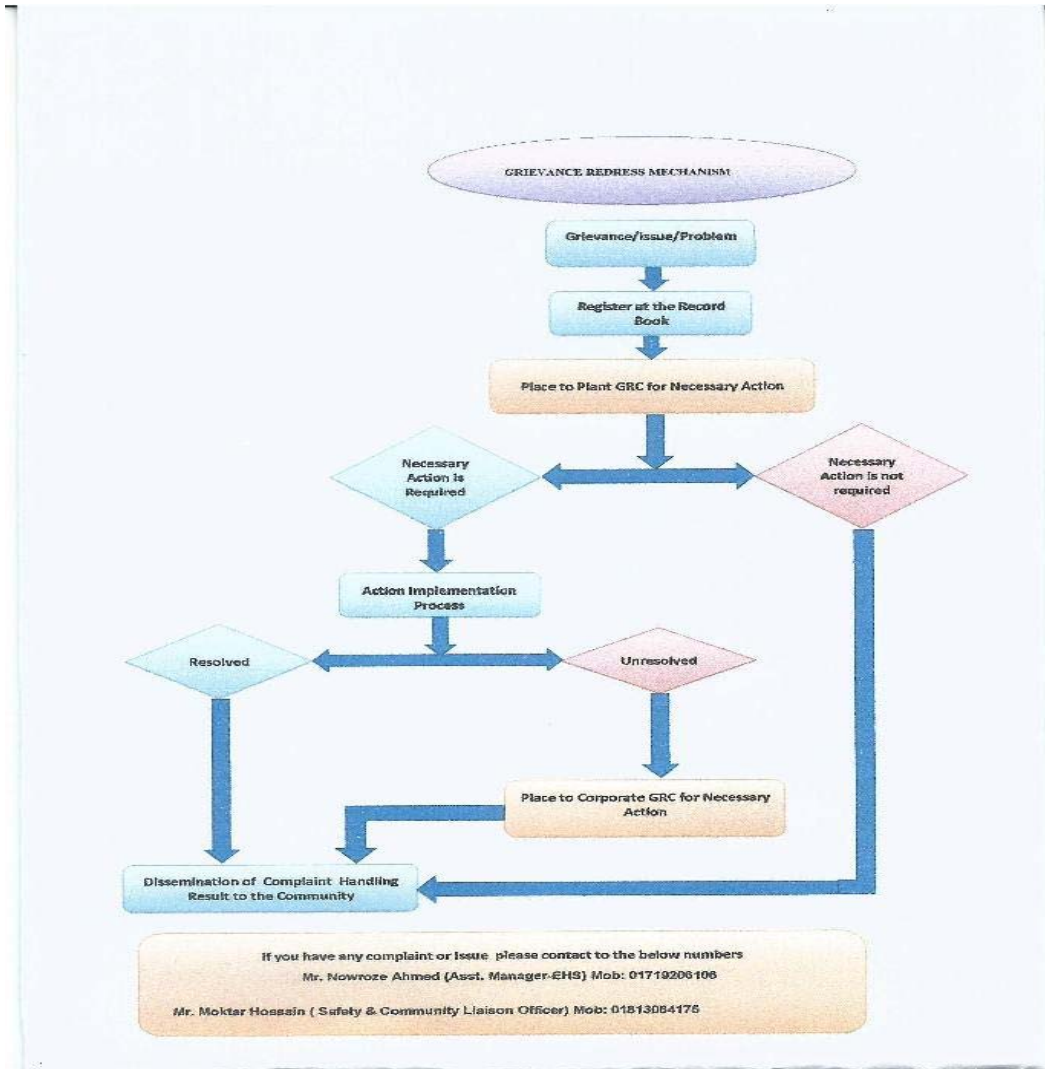 GRIEVANCE REDRESS MECHANISM
Grievance/issue/Problem
Register at the Record
Book
Place to Plant GRC for Necessary Action
Necessary
Action is
Required
Necessary
Action is not
required
Action Implementation
Process
Resolved
Unresolved
Place to Corporate GRC for Necessary
Action
Dissemination of Complaint Handling
Result to the Community
If you have any complaint or Issue please contact to the below numbers
Mr. Nowroze Ahmed (Asst. Manager-EHS) Mob: 01719206106
Mr. Moktar Hossain ( Safety & Community Liaison Officer) Mob: 01813084175